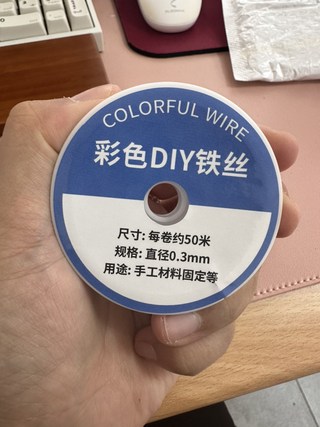 COLORFUL WIRE
彩色DIY铁丝
尺寸: 每卷约50米
规格: 直径0.3mm
用途: 手工材料固定等